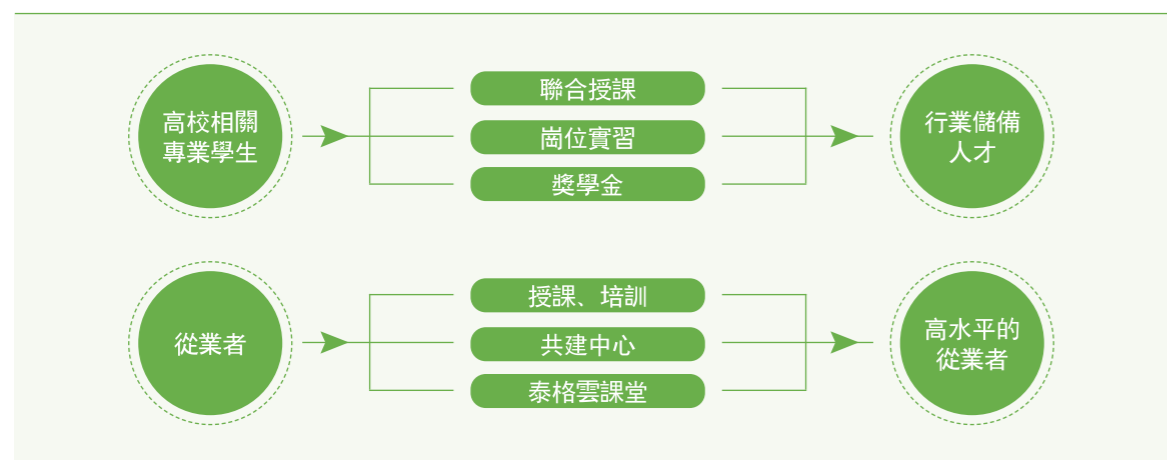 高校相關
專業學生
聯合授課
崗位實習
獎學金
行業儲備
人才
從業者
授課、培訓
共建中心
泰格雲課堂
高水平的
從業者